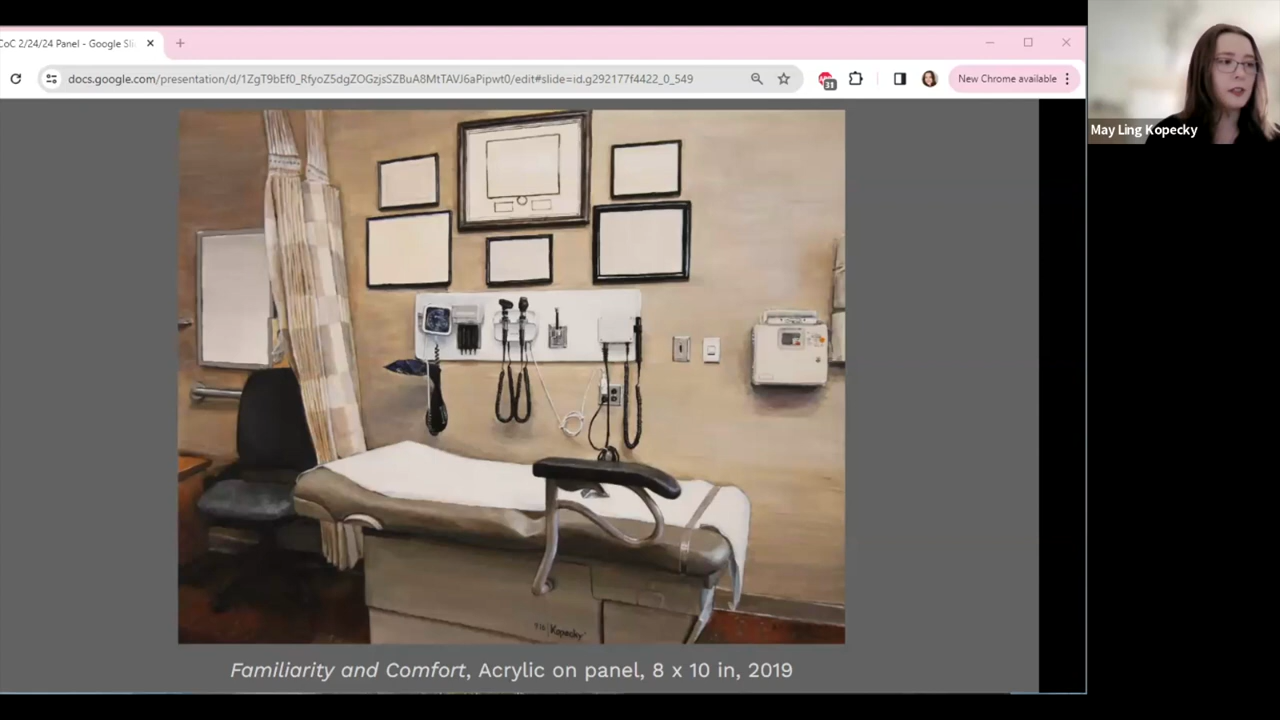 CoC 2/24/24 Panel - Google Sli
docs.google.com/presentation/d/1ZgT9bEf0_RfyoZ5dgZOGzjsSZBuA8MtTAVJ6aPipwt0/edit#slide=id.g292177f4422_0_549
31
New Chrome available
May Ling Kopecky
Kopecky
Familiarity and Comfort, Acrylic on panel, 8 x 10 in, 2019